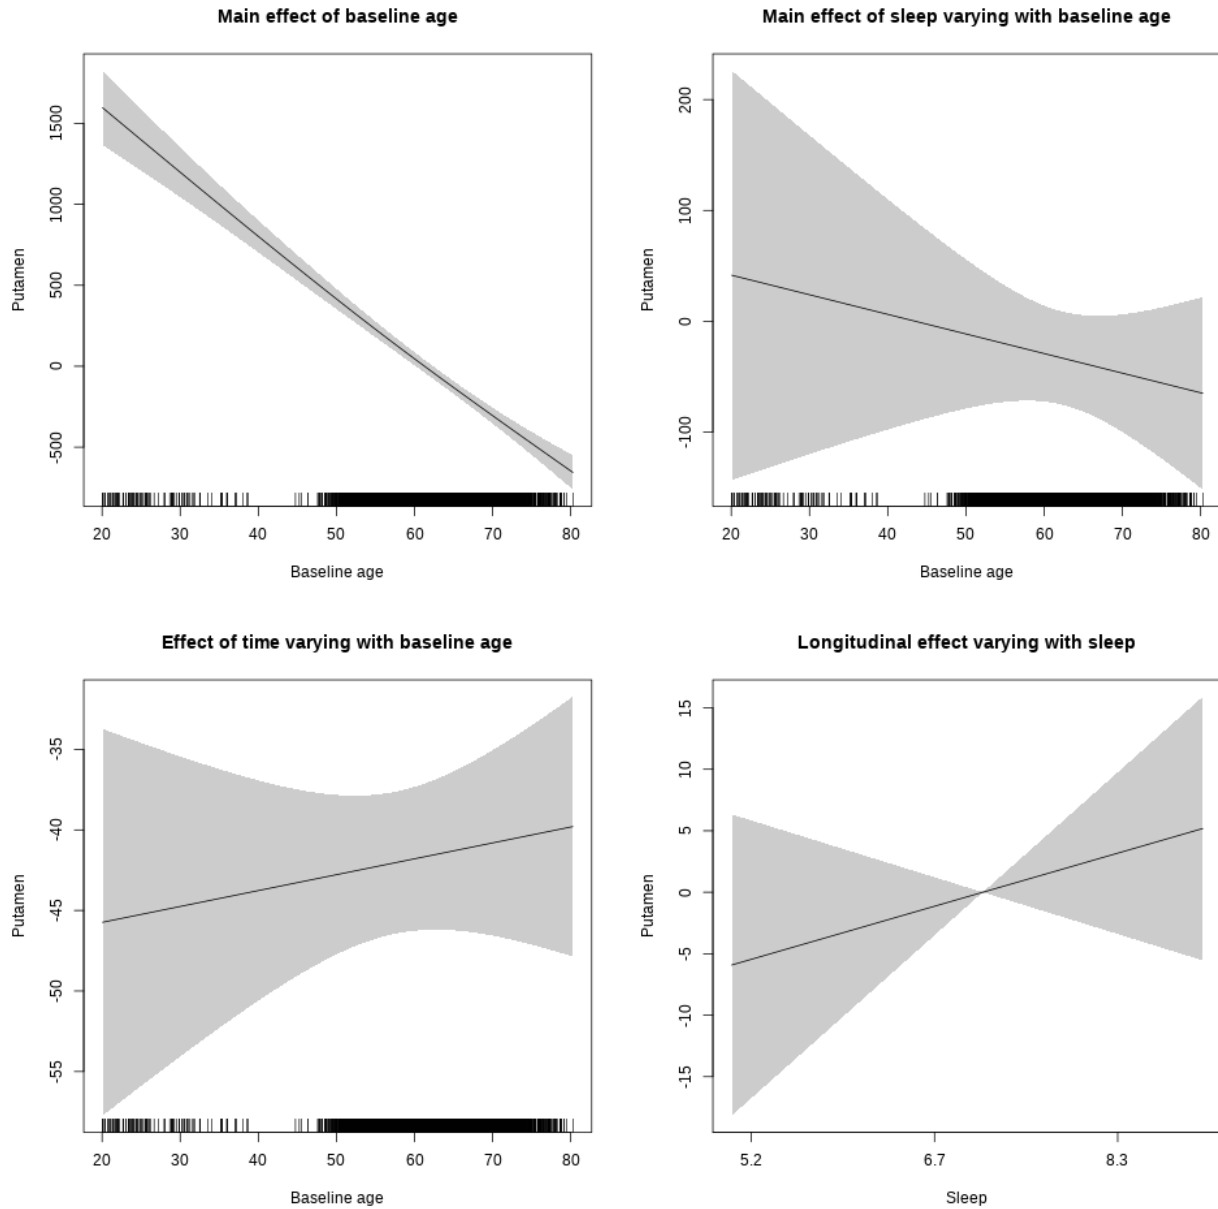 Main effect of baseline age
Putamen
1500
1000
500
0
-500
20 30 40 50 60 70 80
Baseline age
Main effect of sleep varying with baseline age
Putamen
200
100
0
-100
20 30 40 50 60 70 80
Baseline age
Effect of time varying with baseline age
Putamen
-35
-40
-45
-50
-55
20 30 40 50 60 70 80
Baseline age
Longitudinal effect varying with sleep
Putamen
15
10
5
0
-5
-10
-15
5.2 6.7 8.3
Sleep